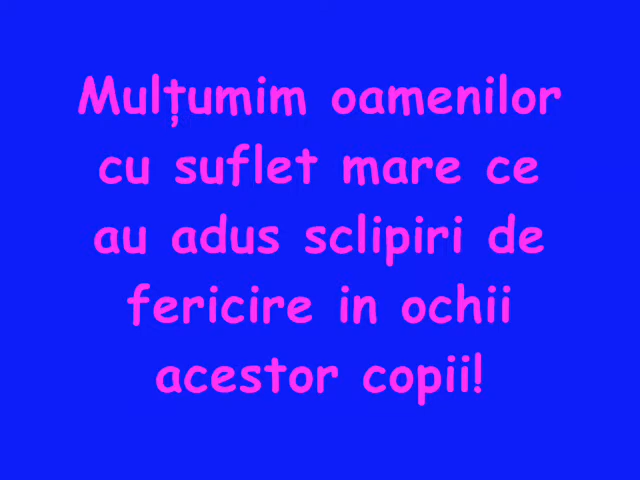 Mulțumim oamenilor
cu suflet mare ce
au adus sclipiri de
fericire in ochii
acestor copii!